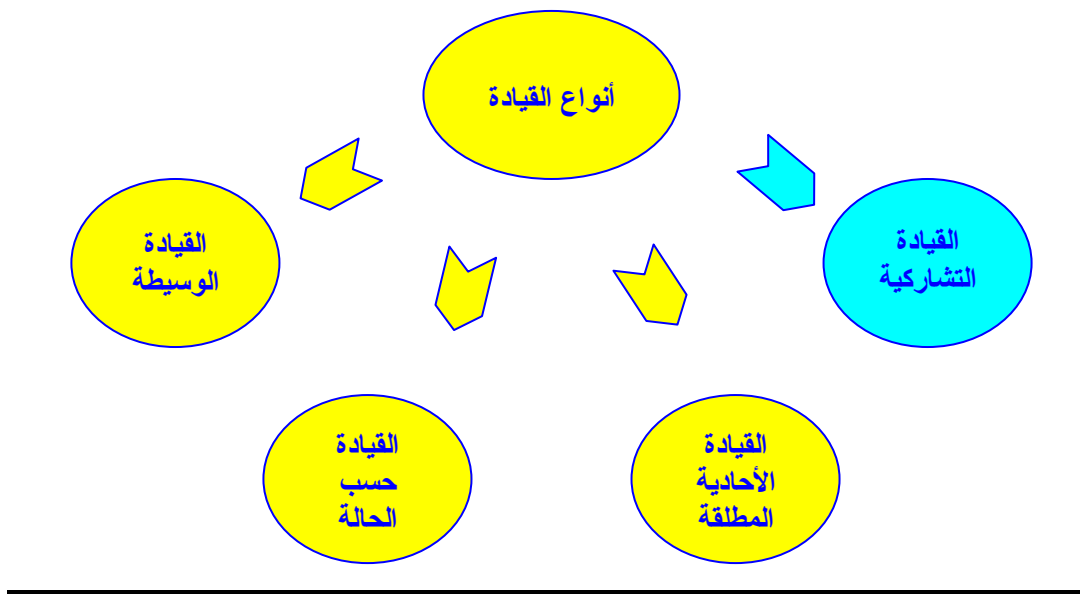 أنواع القيادة
القيادة
التشاركية
القيادة
الوسيطة
القيادة
الأحادية
المطلقة
القيادة
حسب
الحالة